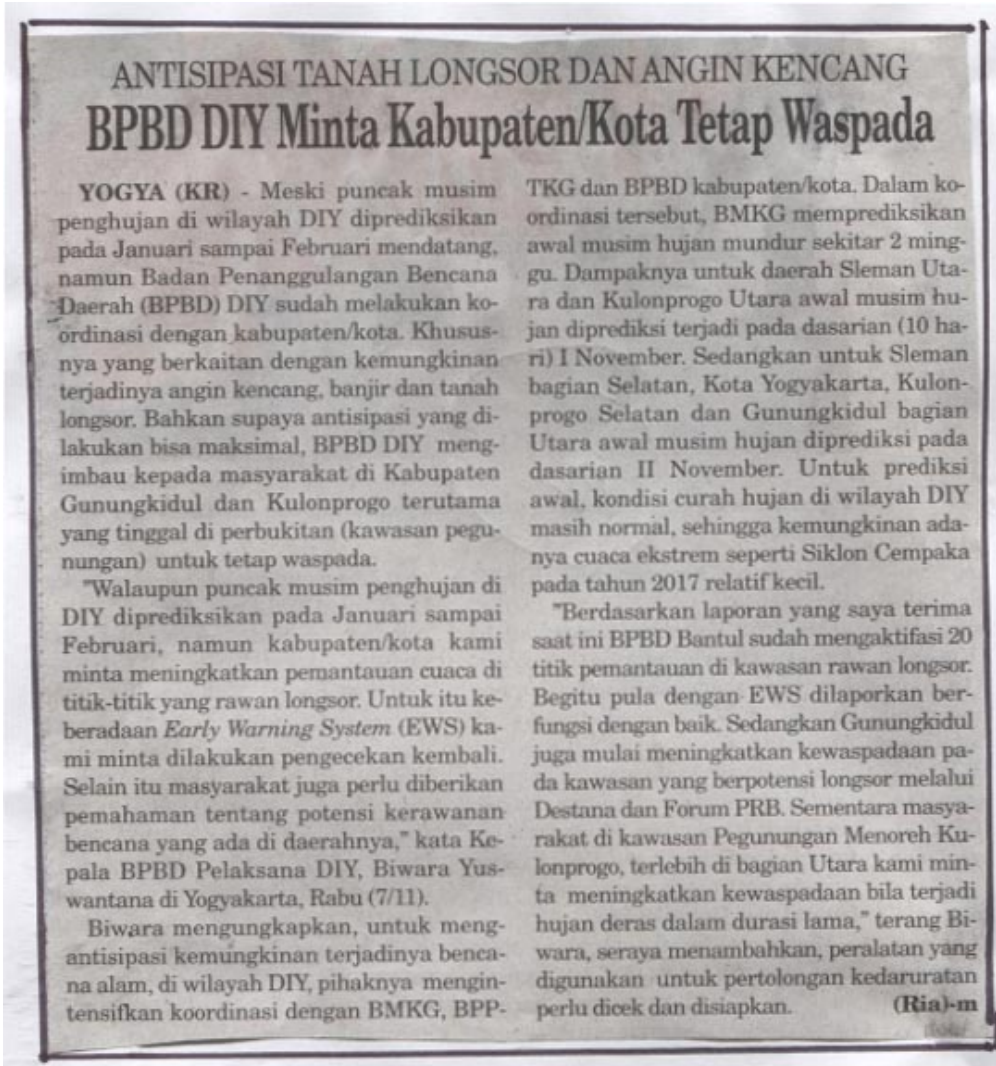 ANTISIPASI TANAH LONGSOR DAN ANGIN KENCANG
BPBD DIY Minta Kabupaten/Kota Tetap Waspada
YOGYA (KR) - Meski puncak musim
penghujan di wilayah DIY diprediksikan
pada Januari sampai Februari mendatang,
namun Badan Penanggulangan Bencana
Daerah (BPBD) DIY sudah melakukan ko-
ordinasi dengan kabupaten/kota. Khusus-
nya yang berkaitan dengan kemungkinan
terjadinya angin kencang, banjir dan tanah
longsor. Bahkan supaya antisipasi yang di-
lakukan bisa maksimal, BPBD DIY meng-
imbau kepada masyarakat di Kabupaten
Gunungkidul dan Kulonprogo terutama
yang tinggal di perbukitan (kawasan pegu-
nungan) untuk tetap waspada.
"Walaupun puncak musim penghujan di
DIY diprediksikan pada Januari sampai
Februari, namun kabupaten/kota kami
minta meningkatkan pemantauan cuaca di
titik-titik yang rawan longsor. Untuk itu ke-
beradaan Early Warning System (EWS) ka-
mi minta dilakukan pengecekan kembali.
Selain itu masyarakat juga perlu diberikan
pemahaman tentang potensi kerawanan
bencana yang ada di daerahnya," kata Ke-
pala BPBD Pelaksana DIY, Biwara Yus-
wantana di Yogyakarta, Rabu (7/11).
Biwara mengungkapkan, untuk meng-
antisipasi kemungkinan terjadinya benca-
na alam, di wilayah DIY, pihaknya mengin-
tensifkan koordinasi dengan BMKG, BPP-
TKG dan BPBD kabupaten/kota. Dalam ko-
ordinasi tersebut, BMKG memprediksikan
awal musim hujan mundur sekitar 2 ming-
gu. Dampaknya untuk daerah Sleman Uta-
ra dan Kulonprogo Utara awal musim hu-
jan diprediksi terjadi pada dasarian (10 ha-
ri) I November. Sedangkan untuk Sleman
bagian Selatan, Kota Yogyakarta, Kulon-
progo Selatan dan Gunungkidul bagian
Utara awal musim hujan diprediksi pada
dasarian II November. Untuk prediksi
awal, kondisi curah hujan di wilayah DIY
masih normal, sehingga kemungkinan ada-
nya cuaca ekstrem seperti Siklon Cempaka
pada tahun 2017 relatif kecil.
"Berdasarkan laporan yang saya terima
saat ini BPBD Bantul sudah mengaktifasi 20
titik pemantauan di kawasan rawan longsor.
Begitu pula dengan EWS dilaporkan ber-
fungsi dengan baik. Sedangkan Gunungkidul
juga mulai meningkatkan kewaspadaan pa-
da kawasan yang berpotensi longsor melalui
Destana dan Forum PRB. Sementara masya-
rakat di kawasan Pegunungan Menoreh Ku-
lonprogo, terlebih di bagian Utara kami min-
ta meningkatkan kewaspadaan bila terjadi
hujan deras dalam durasi lama," terang Bi-
wara, seraya menambahkan, peralatan yang
digunakan untuk pertolongan kedaruratan
perlu dicek dan disiapkan. (Ria)-m